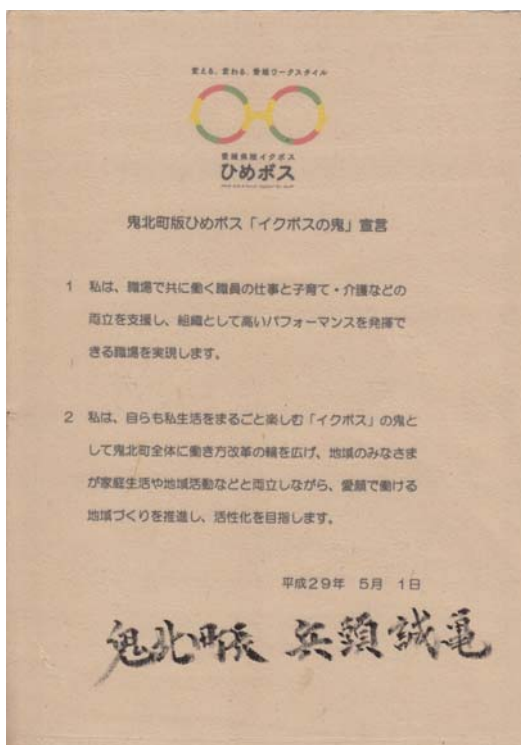 変える、変わる、愛媛ワークスタイル
愛媛県版イクボス
ひめボス
鬼北町版ひめボス「イクボスの鬼」宣言
1 私は、職場で共に働く職員の仕事と子育て・介護などの
両立を支援し、組織として高いパフォーマンスを発揮で
きる職場を実現します。
2 私は、自らも私生活をまるごと楽しむ「イクボス」の鬼と
して鬼北町全体に働き方改革の輪を広げ、地域のみなさま
が家庭生活や地域活動などと両立しながら、愛顔で働ける
地域づくりを推進し、活性化を目指します。
平成29年 5月 1日
鬼北町長 兵頭誠亀